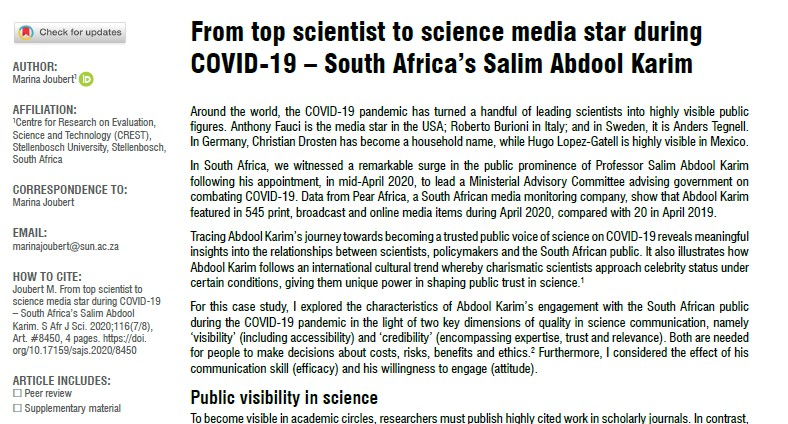 Check for updates
AUTHOR:
Marina Joubert¹ iD
AFFILIATION:
¹Centre for Research on Evaluation,
Science and Technology (CREST),
Stellenbosch University, Stellenbosch,
South Africa
CORRESPONDENCE TO:
Marina Joubert
EMAIL:
marinajoubert@sun.ac.za
HOW TO CITE:
Joubert M. From top scientist to
science media star during COVID-19
– South Africa's Salim Abdool
Karim. S Afr J Sci. 2020;116(7/8),
Art. #8450, 4 pages. https://doi.
org/10.17159/sajs.2020/8450
ARTICLE INCLUDES:
☐ Peer review
☐ Supplementary material
From top scientist to science media star during
COVID-19 – South Africa's Salim Abdool Karim
Around the world, the COVID-19 pandemic has turned a handful of leading scientists into highly visible public
figures. Anthony Fauci is the media star in the USA; Roberto Burioni in Italy; and in Sweden, it is Anders Tegnell.
In Germany, Christian Drosten has become a household name, while Hugo Lopez-Gatell is highly visible in Mexico.
In South Africa, we witnessed a remarkable surge in the public prominence of Professor Salim Abdool Karim
following his appointment, in mid-April 2020, to lead a Ministerial Advisory Committee advising government on
combating COVID-19. Data from Pear Africa, a South African media monitoring company, show that Abdool Karim
featured in 545 print, broadcast and online media items during April 2020, compared with 20 in April 2019.
Tracing Abdool Karim's journey towards becoming a trusted public voice of science on COVID-19 reveals meaningful
insights into the relationships between scientists, policymakers and the South African public. It also illustrates how
Abdool Karim follows an international cultural trend whereby charismatic scientists approach celebrity status under
certain conditions, giving them unique power in shaping public trust in science.¹
For this case study, I explored the characteristics of Abdool Karim's engagement with the South African public
during the COVID-19 pandemic in the light of two key dimensions of quality in science communication, namely
'visibility' (including accessibility) and 'credibility' (encompassing expertise, trust and relevance). Both are needed
for people to make decisions about costs, risks, benefits and ethics.² Furthermore, I considered the effect of his
communication skill (efficacy) and his willingness to engage (attitude).
Public visibility in science
To become visible in academic circles, researchers must publish highly cited work in scholarly journals. In contrast,